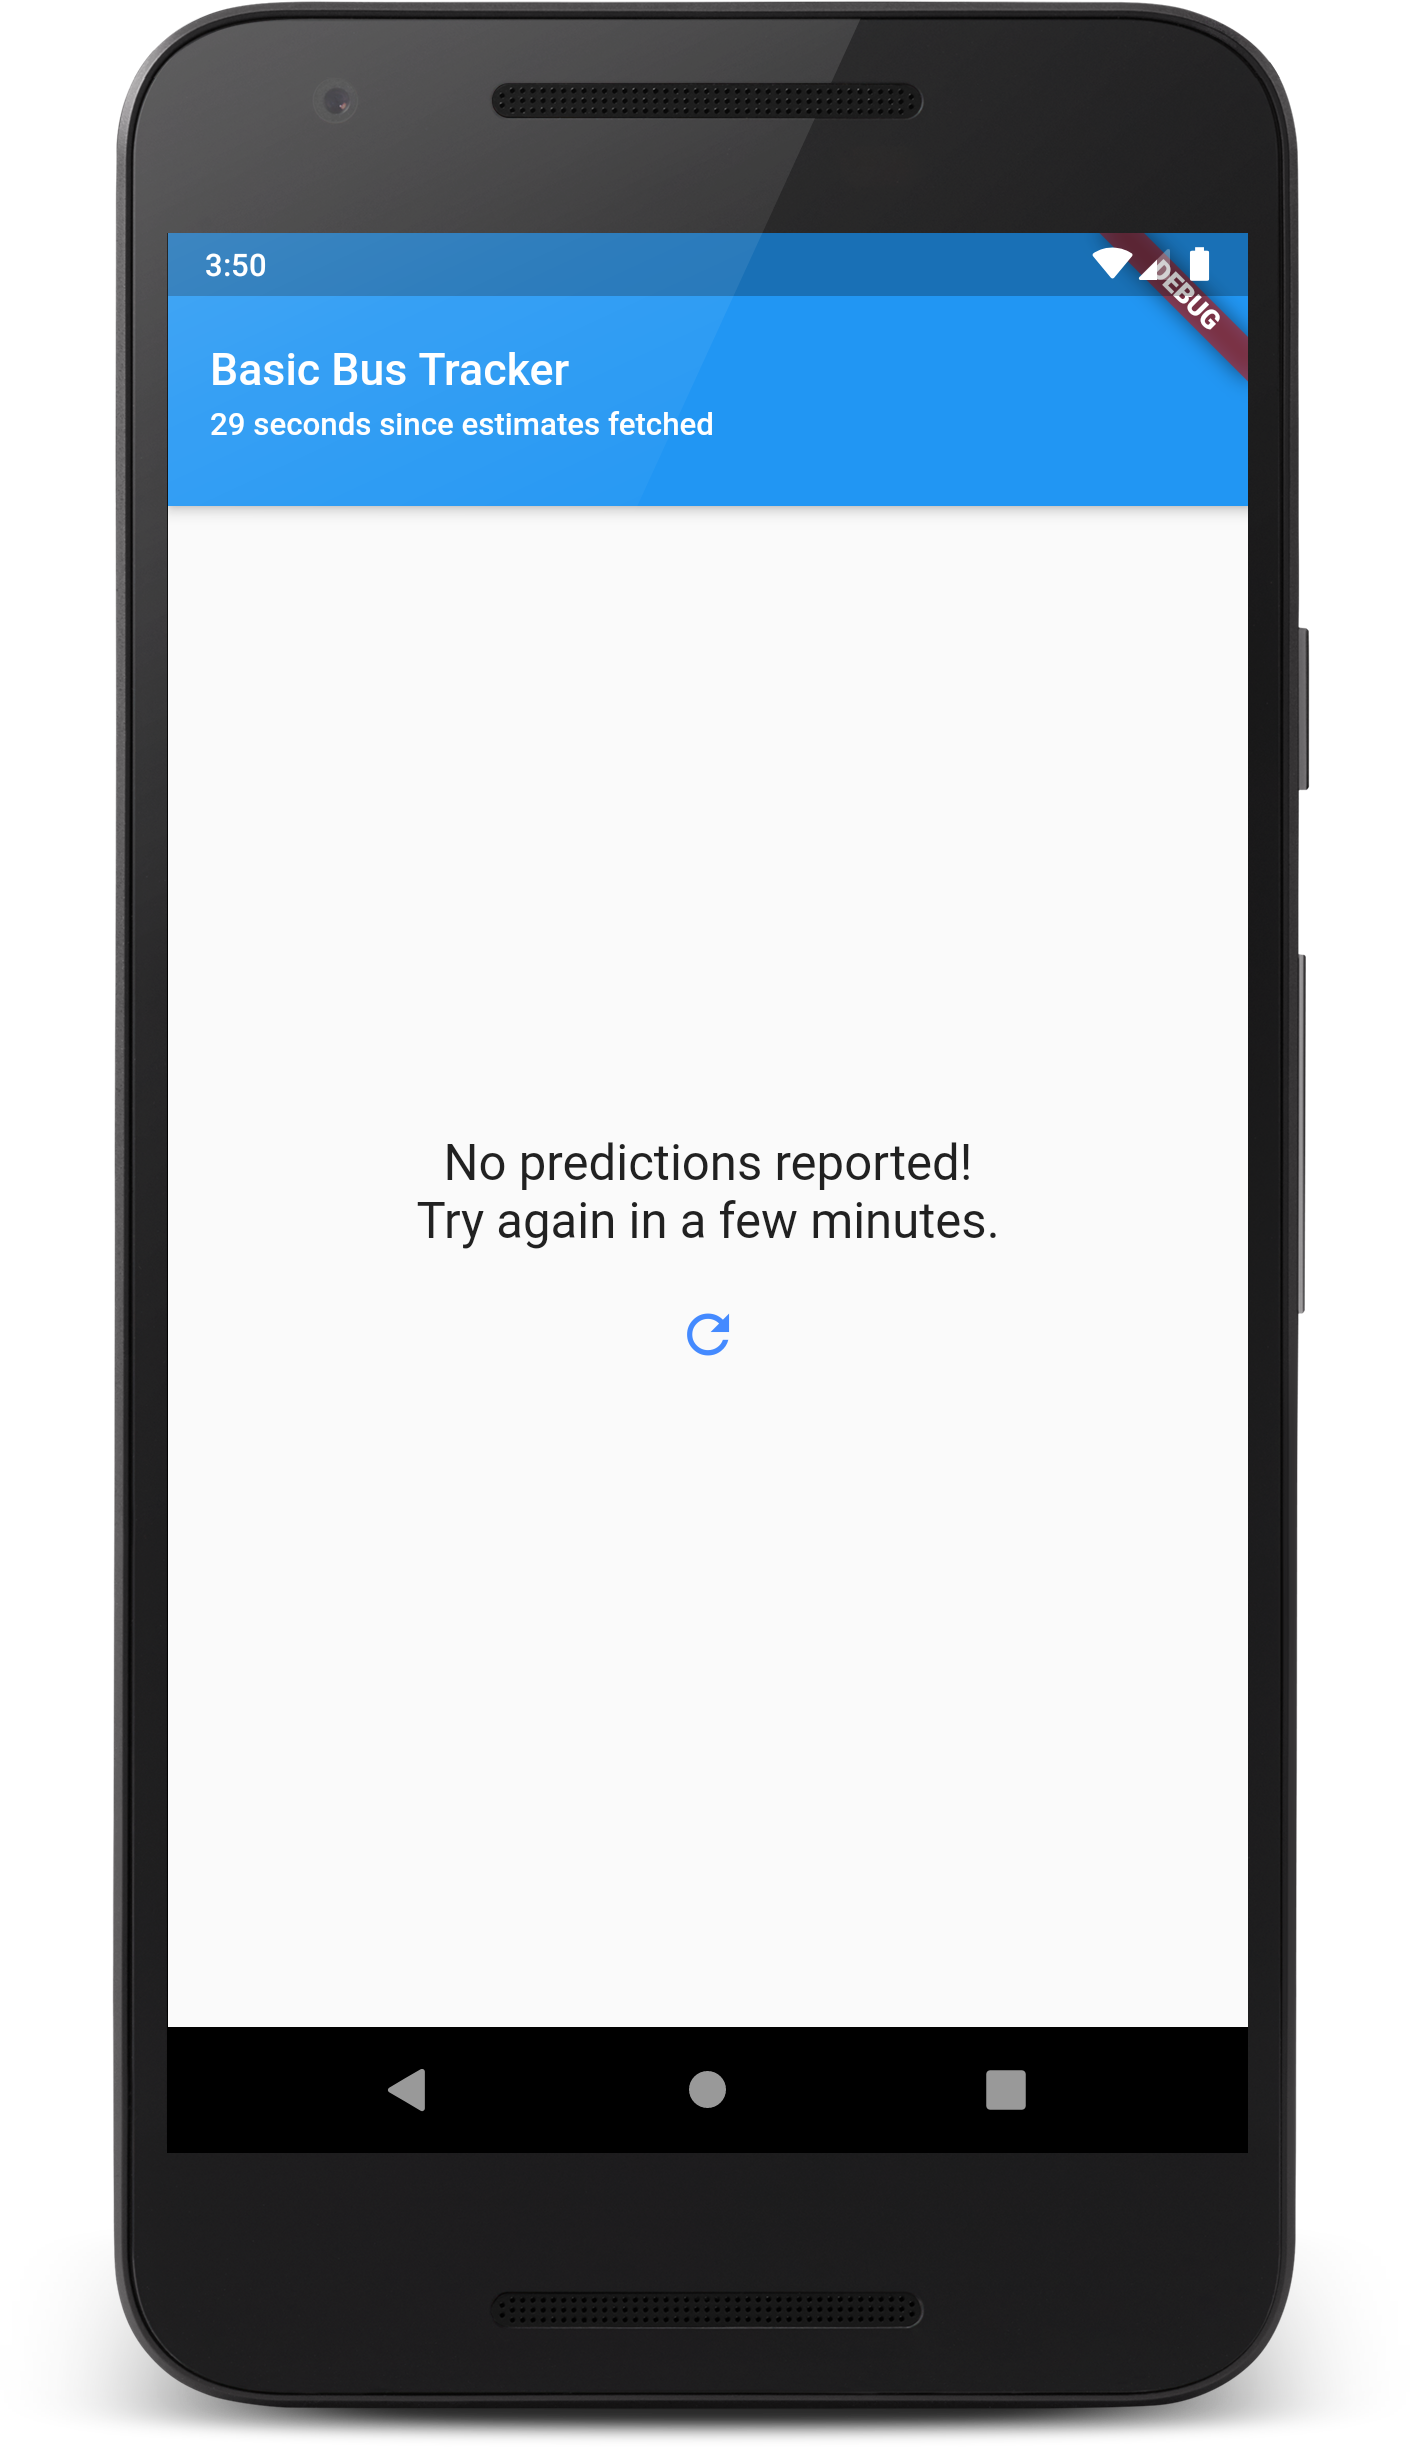 3:50
DEBUG
Basic Bus Tracker
29 seconds since estimates fetched
No predictions reported!
Try again in a few minutes.